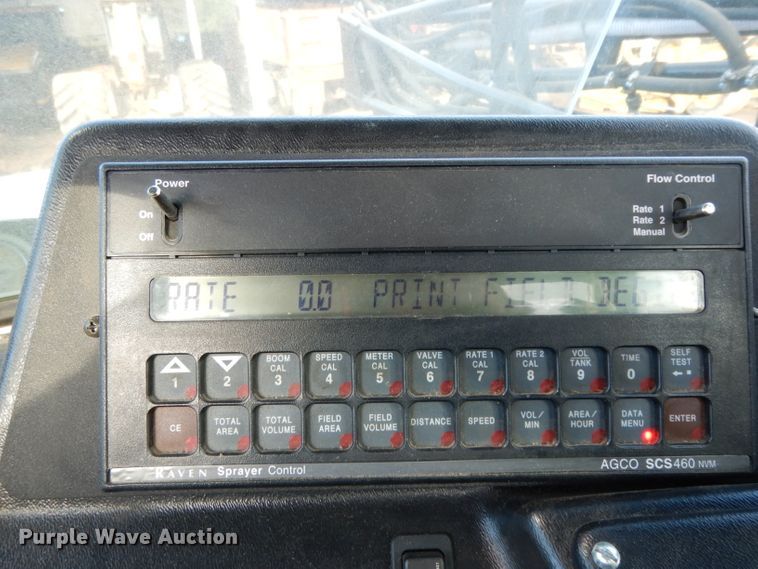 Power
Flow Control
On
Off
Rate 1
Rate 2
Manual
RATE 0.0 PRINT FIELD DEG
1
2
BOOM CAL 3
SPEED CAL 4
METER CAL 5
VALVE CAL 6
RATE 1 CAL 7
RATE 2 CAL 8
VOL TANK 9
TIME 0
SELF TEST
CE
TOTAL AREA
TOTAL VOLUME
FIELD AREA
FIELD VOLUME
DISTANCE
SPEED
VOL/ MIN
AREA/ HOUR
DATA MENU
ENTER
RAVEN Sprayer Control
AGCO SCS460 NVM
Purple Wave Auction